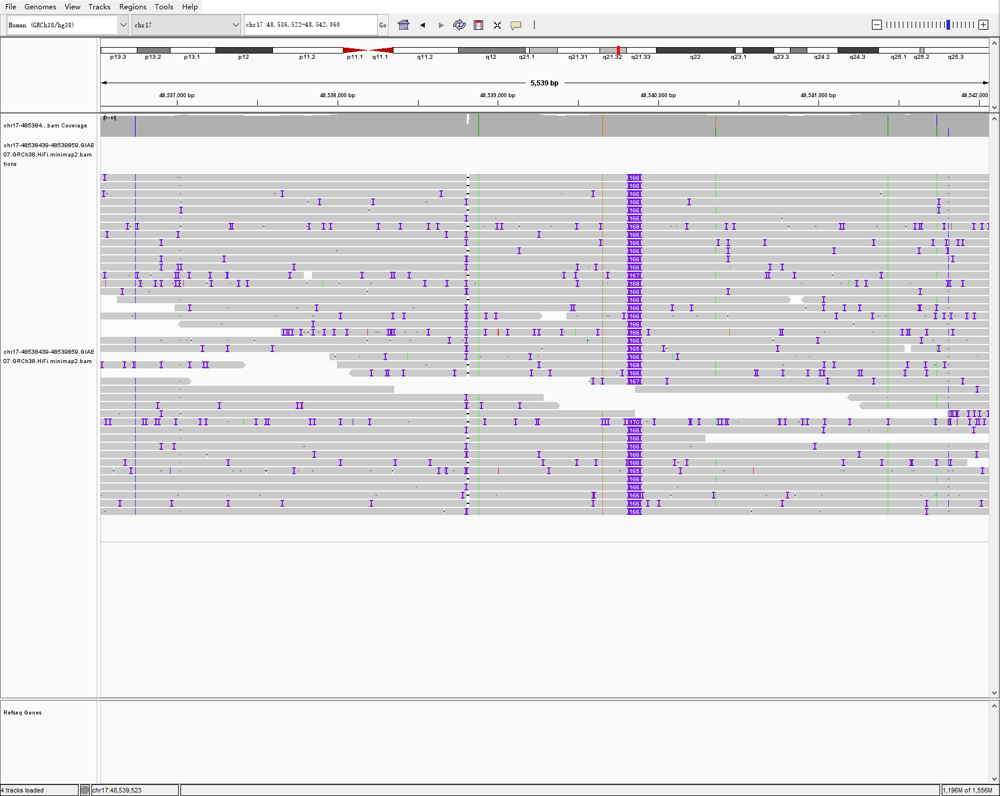 File Genomes View Tracks Regions Tools Help
Human (GRCh38/hg38) chr17 chr17:48,536,522-48,542,060 Go
p13.3 p13.2 p13.1 p12 p11.2 p11.1 q11.1 q11.2 q12 q21.1 q21.31 q21.32 q21.33 q22 q23.1 q23.3 q24.2 q24.3 q25.1 q25.2 q25.3
5,539 bp
48,537,000 bp 48,538,000 bp 48,539,000 bp 48,540,000 bp 48,541,000 bp 48,542,000
[0 - 41]
chr17-485384...bam Coverage
chr17-48538439-48539859.GIAE
07.GRCh38.HiFi.minimap2.bam
tions
166
166
166
166
166
166
168
166
166
166
166
166
167
168
166
166
166
166
166
166
166
165
166
168
166
167
chr17-48538439-48539859.GIAE
07.GRCh38.HiFi.minimap2.bam
170
166
166
166
166
166
165
166
166
166
166
166
Refseq Genes
4 tracks loaded chr17:48,539,523 1,196M of 1,556M